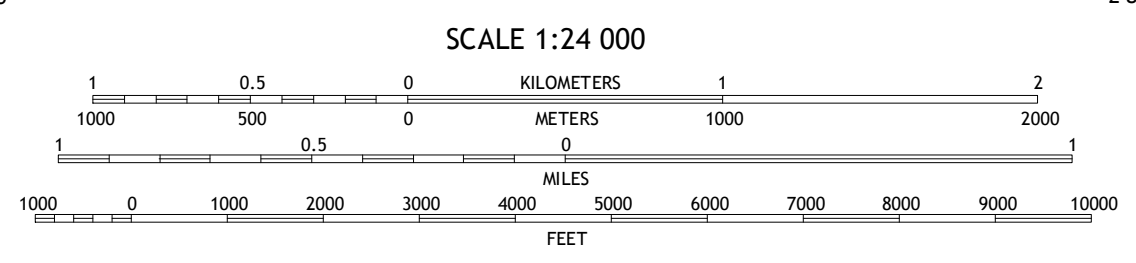 SCALE 1:24 000
1 0.5 0 KILOMETERS 1 2
1000 500 0 METERS 1000 2000
1 0.5 0 1
MILES
1000 0 1000 2000 3000 4000 5000 6000 7000 8000 9000 10000
FEET